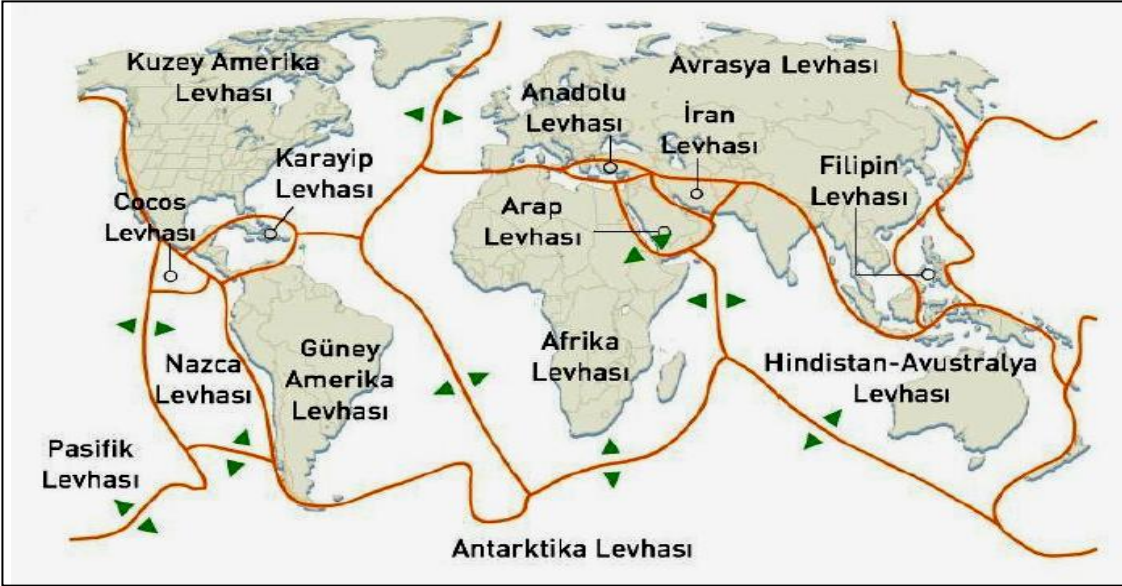 Kuzey Amerika
Levhası
Avrasya Levhası
Anadolu
Levhası
İran
Levhası
Karayip
Levhası
Filipin
Levhası
Cocos
Levhası
Arap
Levhası
Nazca
Levhası
Güney
Amerika
Levhası
Afrika
Levhası
Hindistan-Avustralya
Levhası
Pasifik
Levhası
Antarktika Levhası